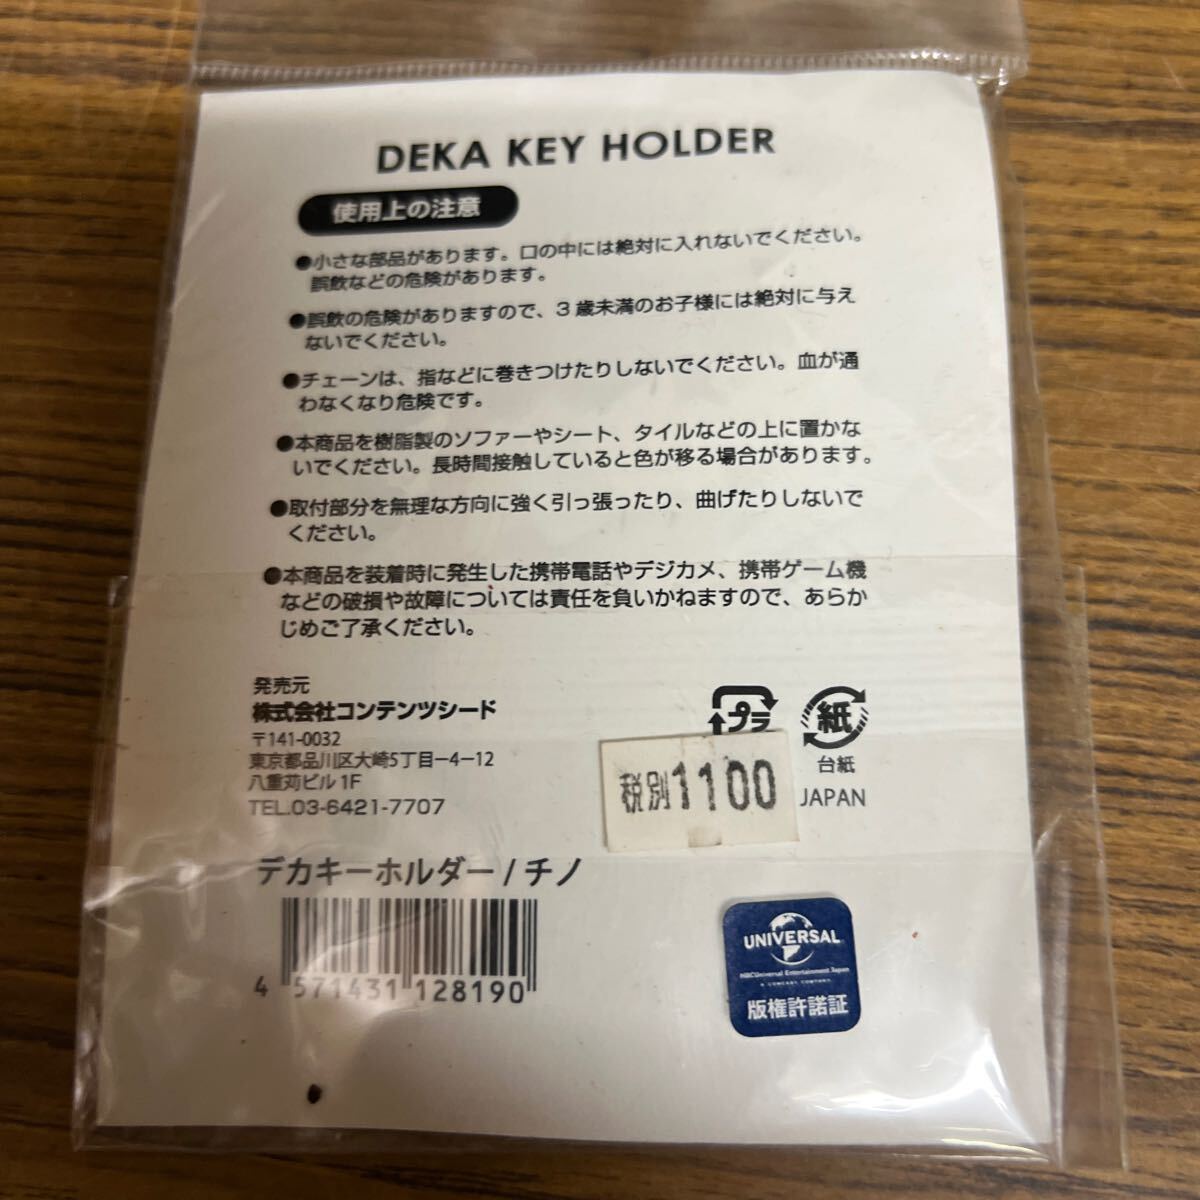 DEKA KEY HOLDER
使用上の注意
●小さな部品があります。口の中には絶対に入れないでください。
誤飲などの危険があります。
●誤飲の危険がありますので、3歳未満のお子様には絶対に与え
ないでください。
●チェーンは、指などに巻きつけたりしないでください。血が通
わなくなり危険です。
●本商品を樹脂製のソファーやシート、タイルなどの上に置かな
いでください。長時間接触していると色が移る場合があります。
●取付部分を無理な方向に強く引っ張ったり、曲げたりしないで
ください。
●本商品を装着時に発生した携帯電話やデジカメ、携帯ゲーム機
などの破損や故障については責任を負いかねますので、あらか
じめご了承ください。
発売元
株式会社コンテンツシード
〒141-0032
東京都品川区大崎5丁目ー4ー12
八重苅ビル1F
TEL.03-6421-7707
プラ
紙
台紙
JAPAN
税別1100
デカキーホルダー/チノ
4 571431 128190
UNIVERSAL
NBCUniversal Entertainment Japan
A COMCAST COMPANY
版権許諾証